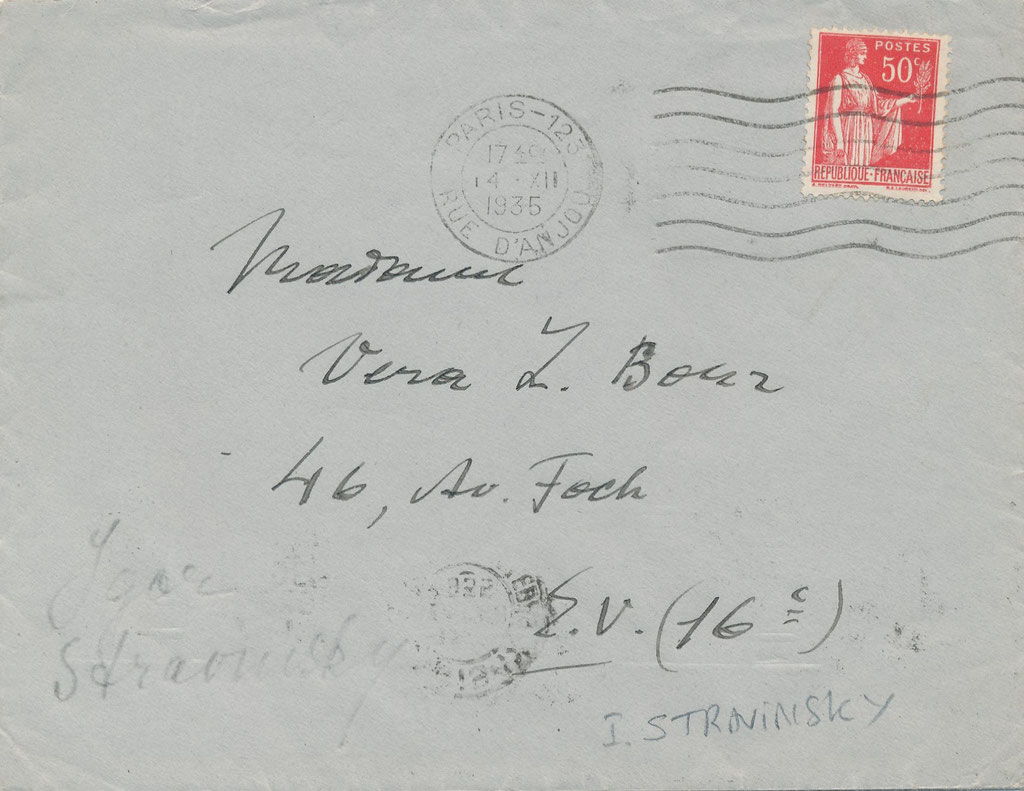 POSTES
50c
REPUBLIQUE-FRANÇAISE
PARIS-123
17
14-XII
1935
RUE D'ANJOU
Madame
Vera Z. Bour
46, Av. Foch
E.V. (16e)
Igor
Stravinsky
I. STRAVINSKY